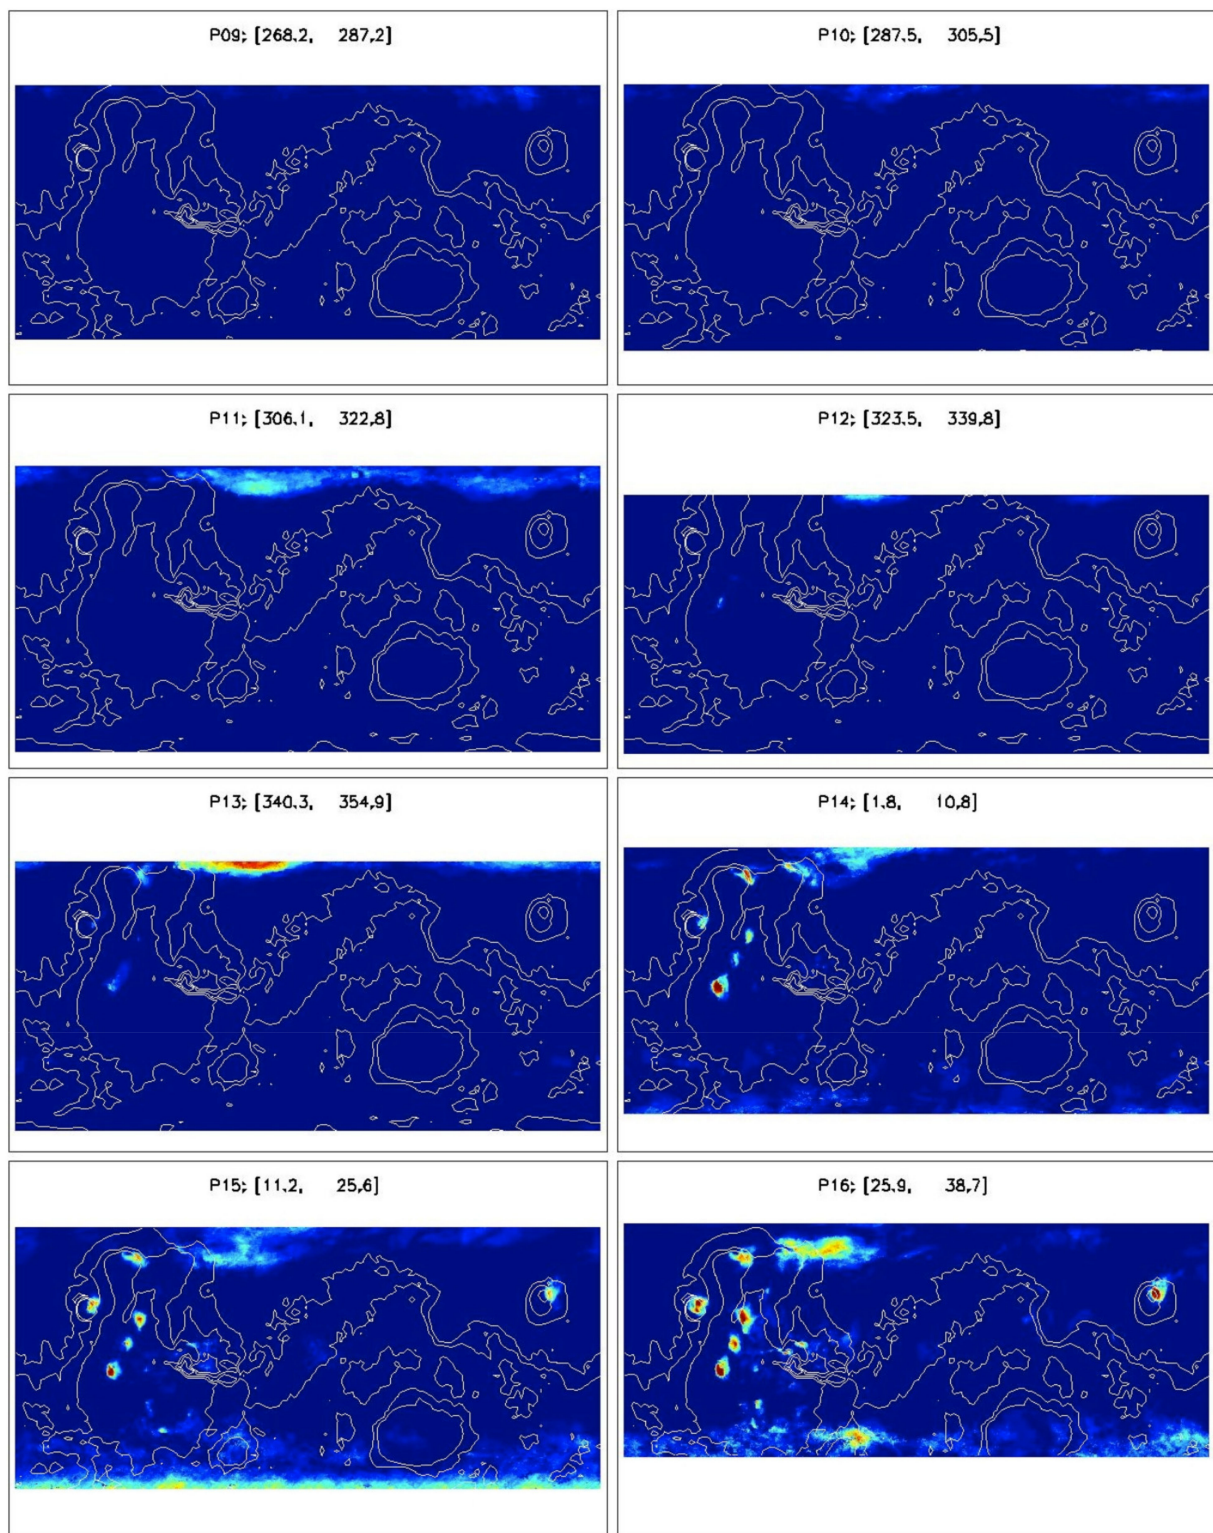 P09; [268.2, 287.2]
P10; [287.5, 305.5]
P11; [306.1, 322.8]
P12; [323.5, 339.8]
P13; [340.3, 354.9]
P14; [1.8, 10.8]
P15; [11.2, 25.6]
P16; [25.9, 38.7]